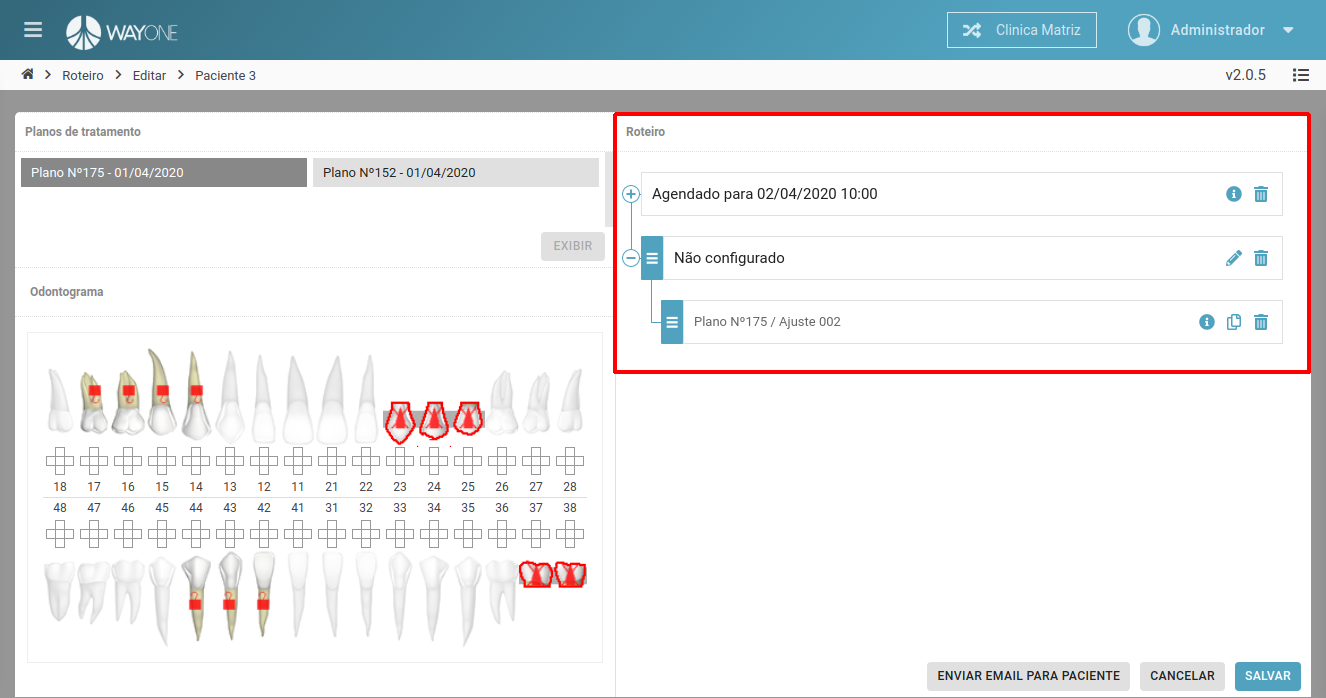 WAYONE
Clinica Matriz
Administrador
Roteiro
Editar
Paciente 3
v2.0.5
Planos de tratamento
Plano Nº175 - 01/04/2020
Plano Nº152 - 01/04/2020
EXIBIR
Odontograma
18 17 16 15 14 13 12 11 21 22 23 24 25 26 27 28
48 47 46 45 44 43 42 41 31 32 33 34 35 36 37 38
Roteiro
Agendado para 02/04/2020 10:00
Não configurado
Plano Nº175 / Ajuste 002
ENVIAR EMAIL PARA PACIENTE
CANCELAR
SALVAR